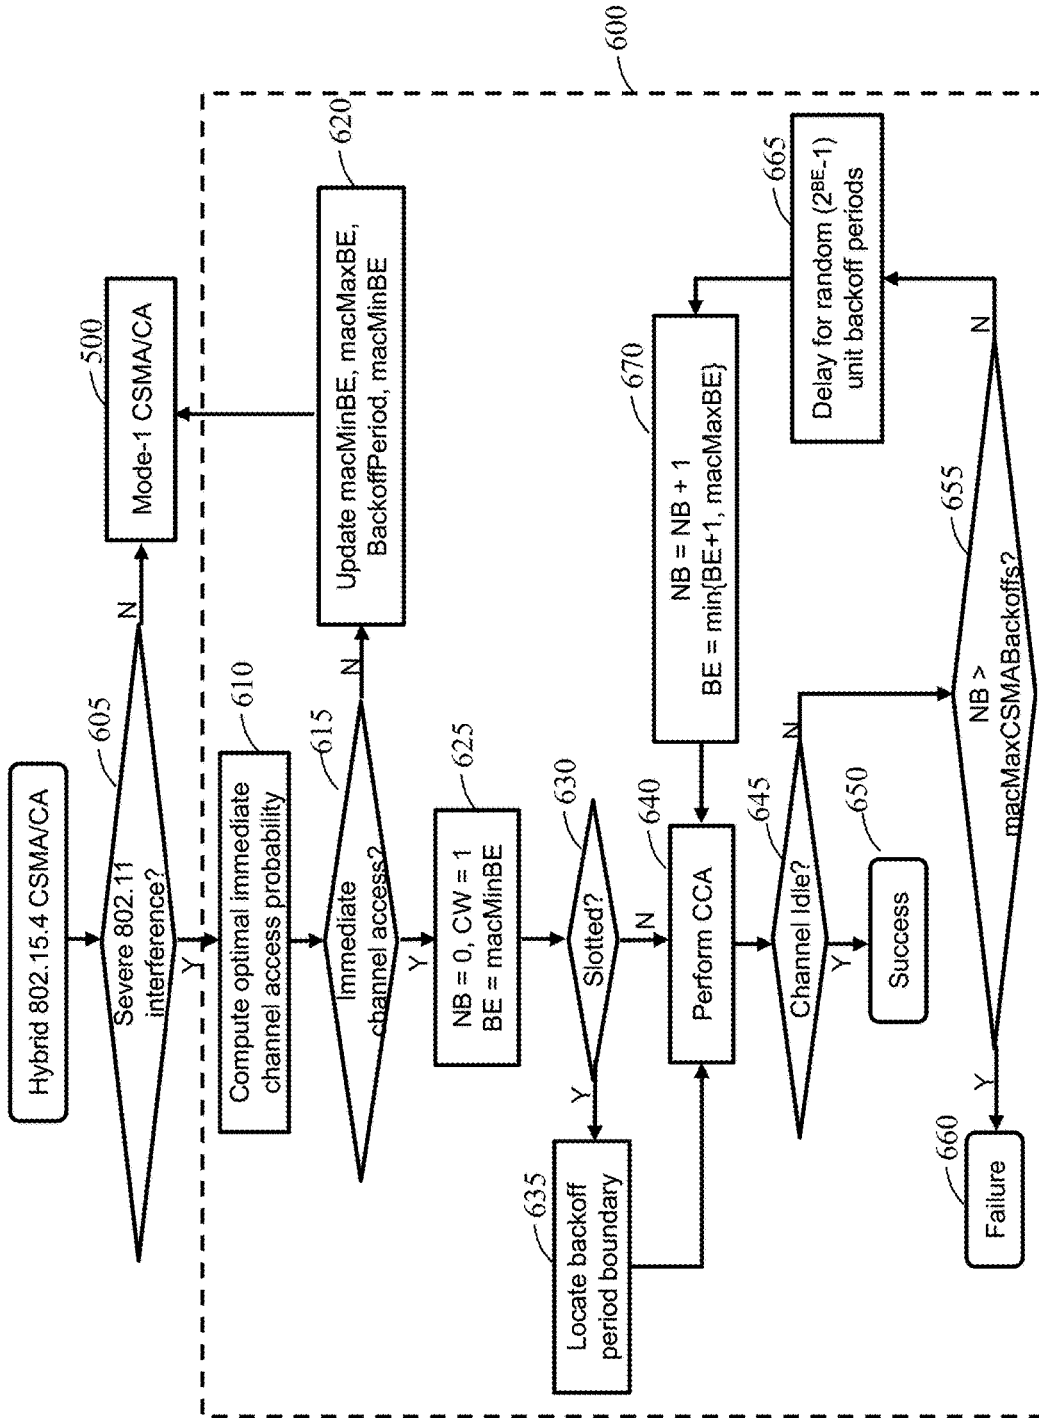 Hybrid 802.15.4 CSMA/CA
605
Severe 802.11
interference?
N
500
Mode-1 CSMA/CA
Y
600
610
Compute optimal immediate
channel access probability
615
Immediate
channel access?
N
620
Update macMinBE, macMaxBE,
BackoffPeriod, macMinBE
Y
625
NB = 0, CW = 1
BE = macMinBE
630
Slotted?
Y
N
635
Locate backoff
period boundary
640
Perform CCA
670
NB = NB + 1
BE = min{BE+1, macMaxBE}
665
Delay for random (2^BE-1)
unit backoff periods
645
Channel Idle?
N
Y
650
Success
655
NB >
macMaxCSMABackoffs?
N
Y
660
Failure